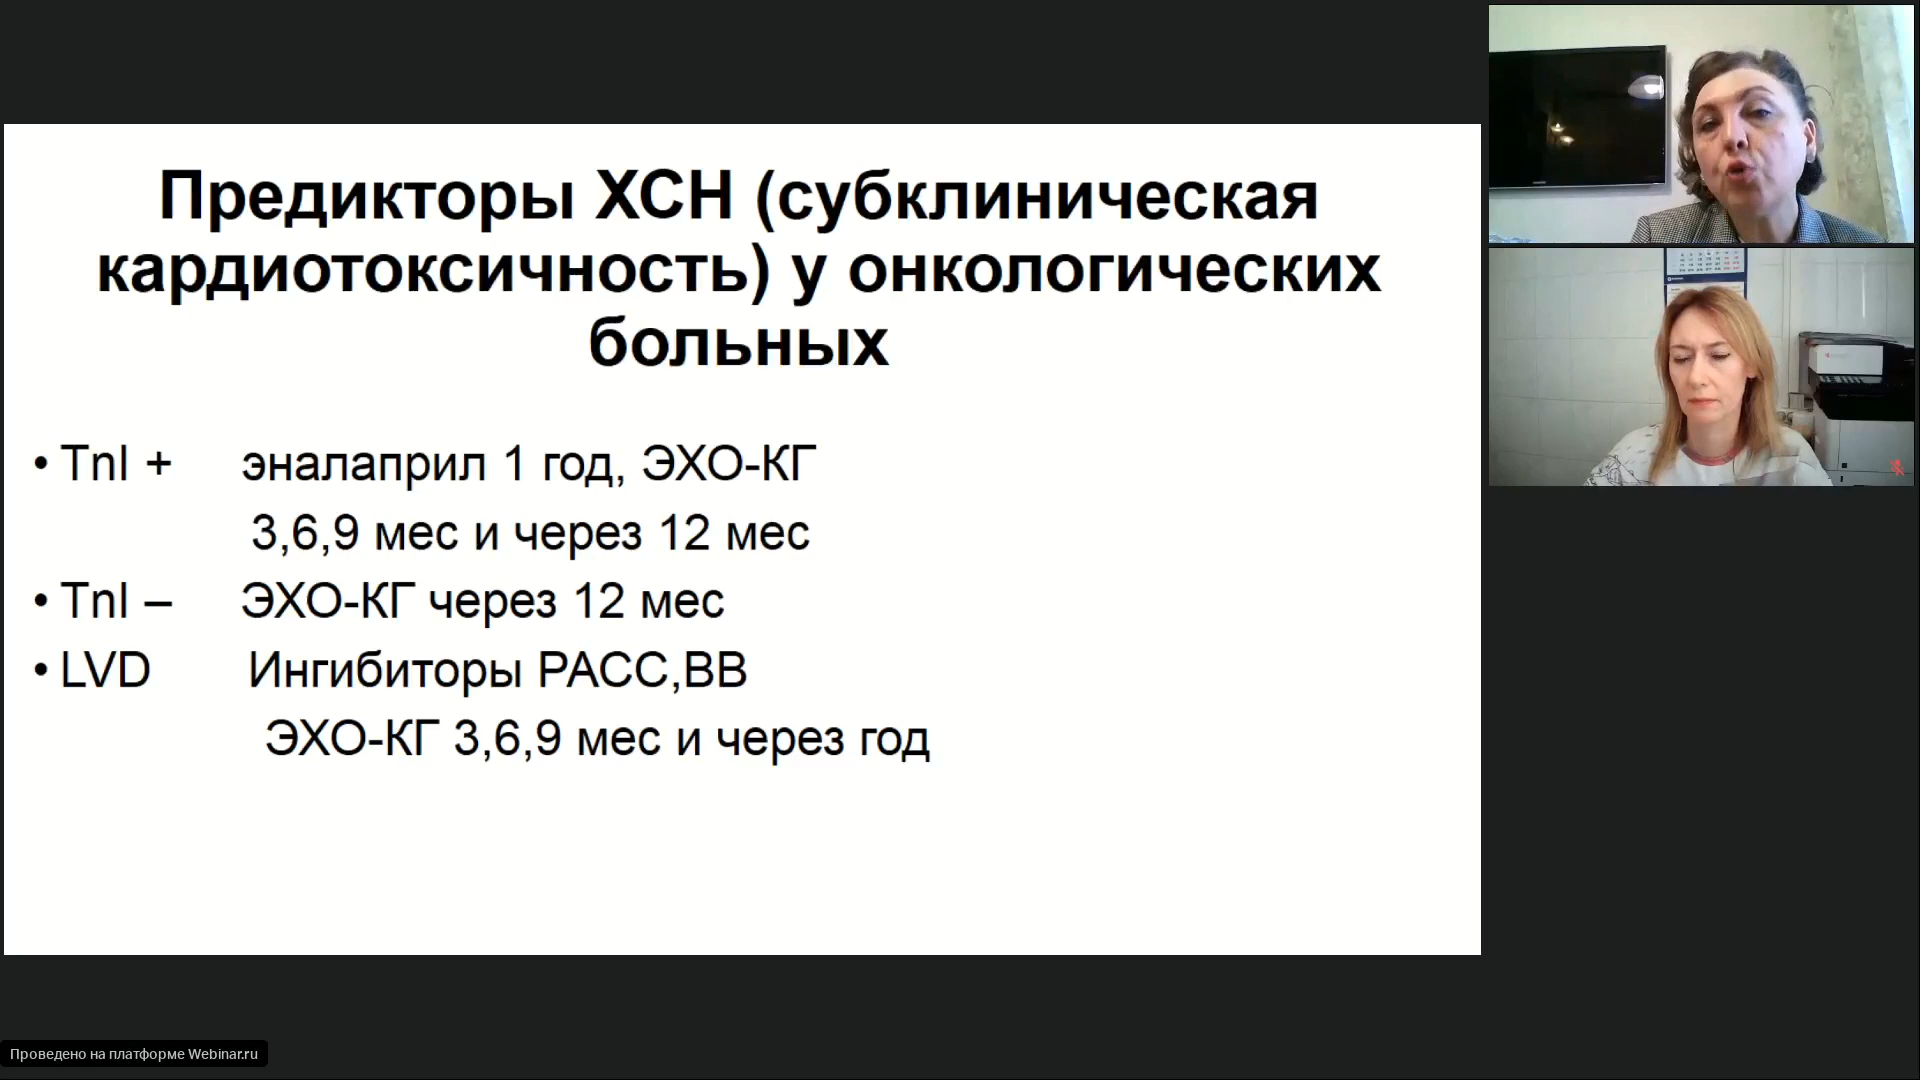 Предикторы ХСН (субклиническая
кардиотоксичность) у онкологических
больных
• TnI + эналаприл 1 год, ЭХО-КГ
3,6,9 мес и через 12 мес
• TnI – ЭХО-КГ через 12 мес
• LVD Ингибиторы РАСС,ВВ
ЭХО-КГ 3,6,9 мес и через год
Проведено на платформе Webinar.ru